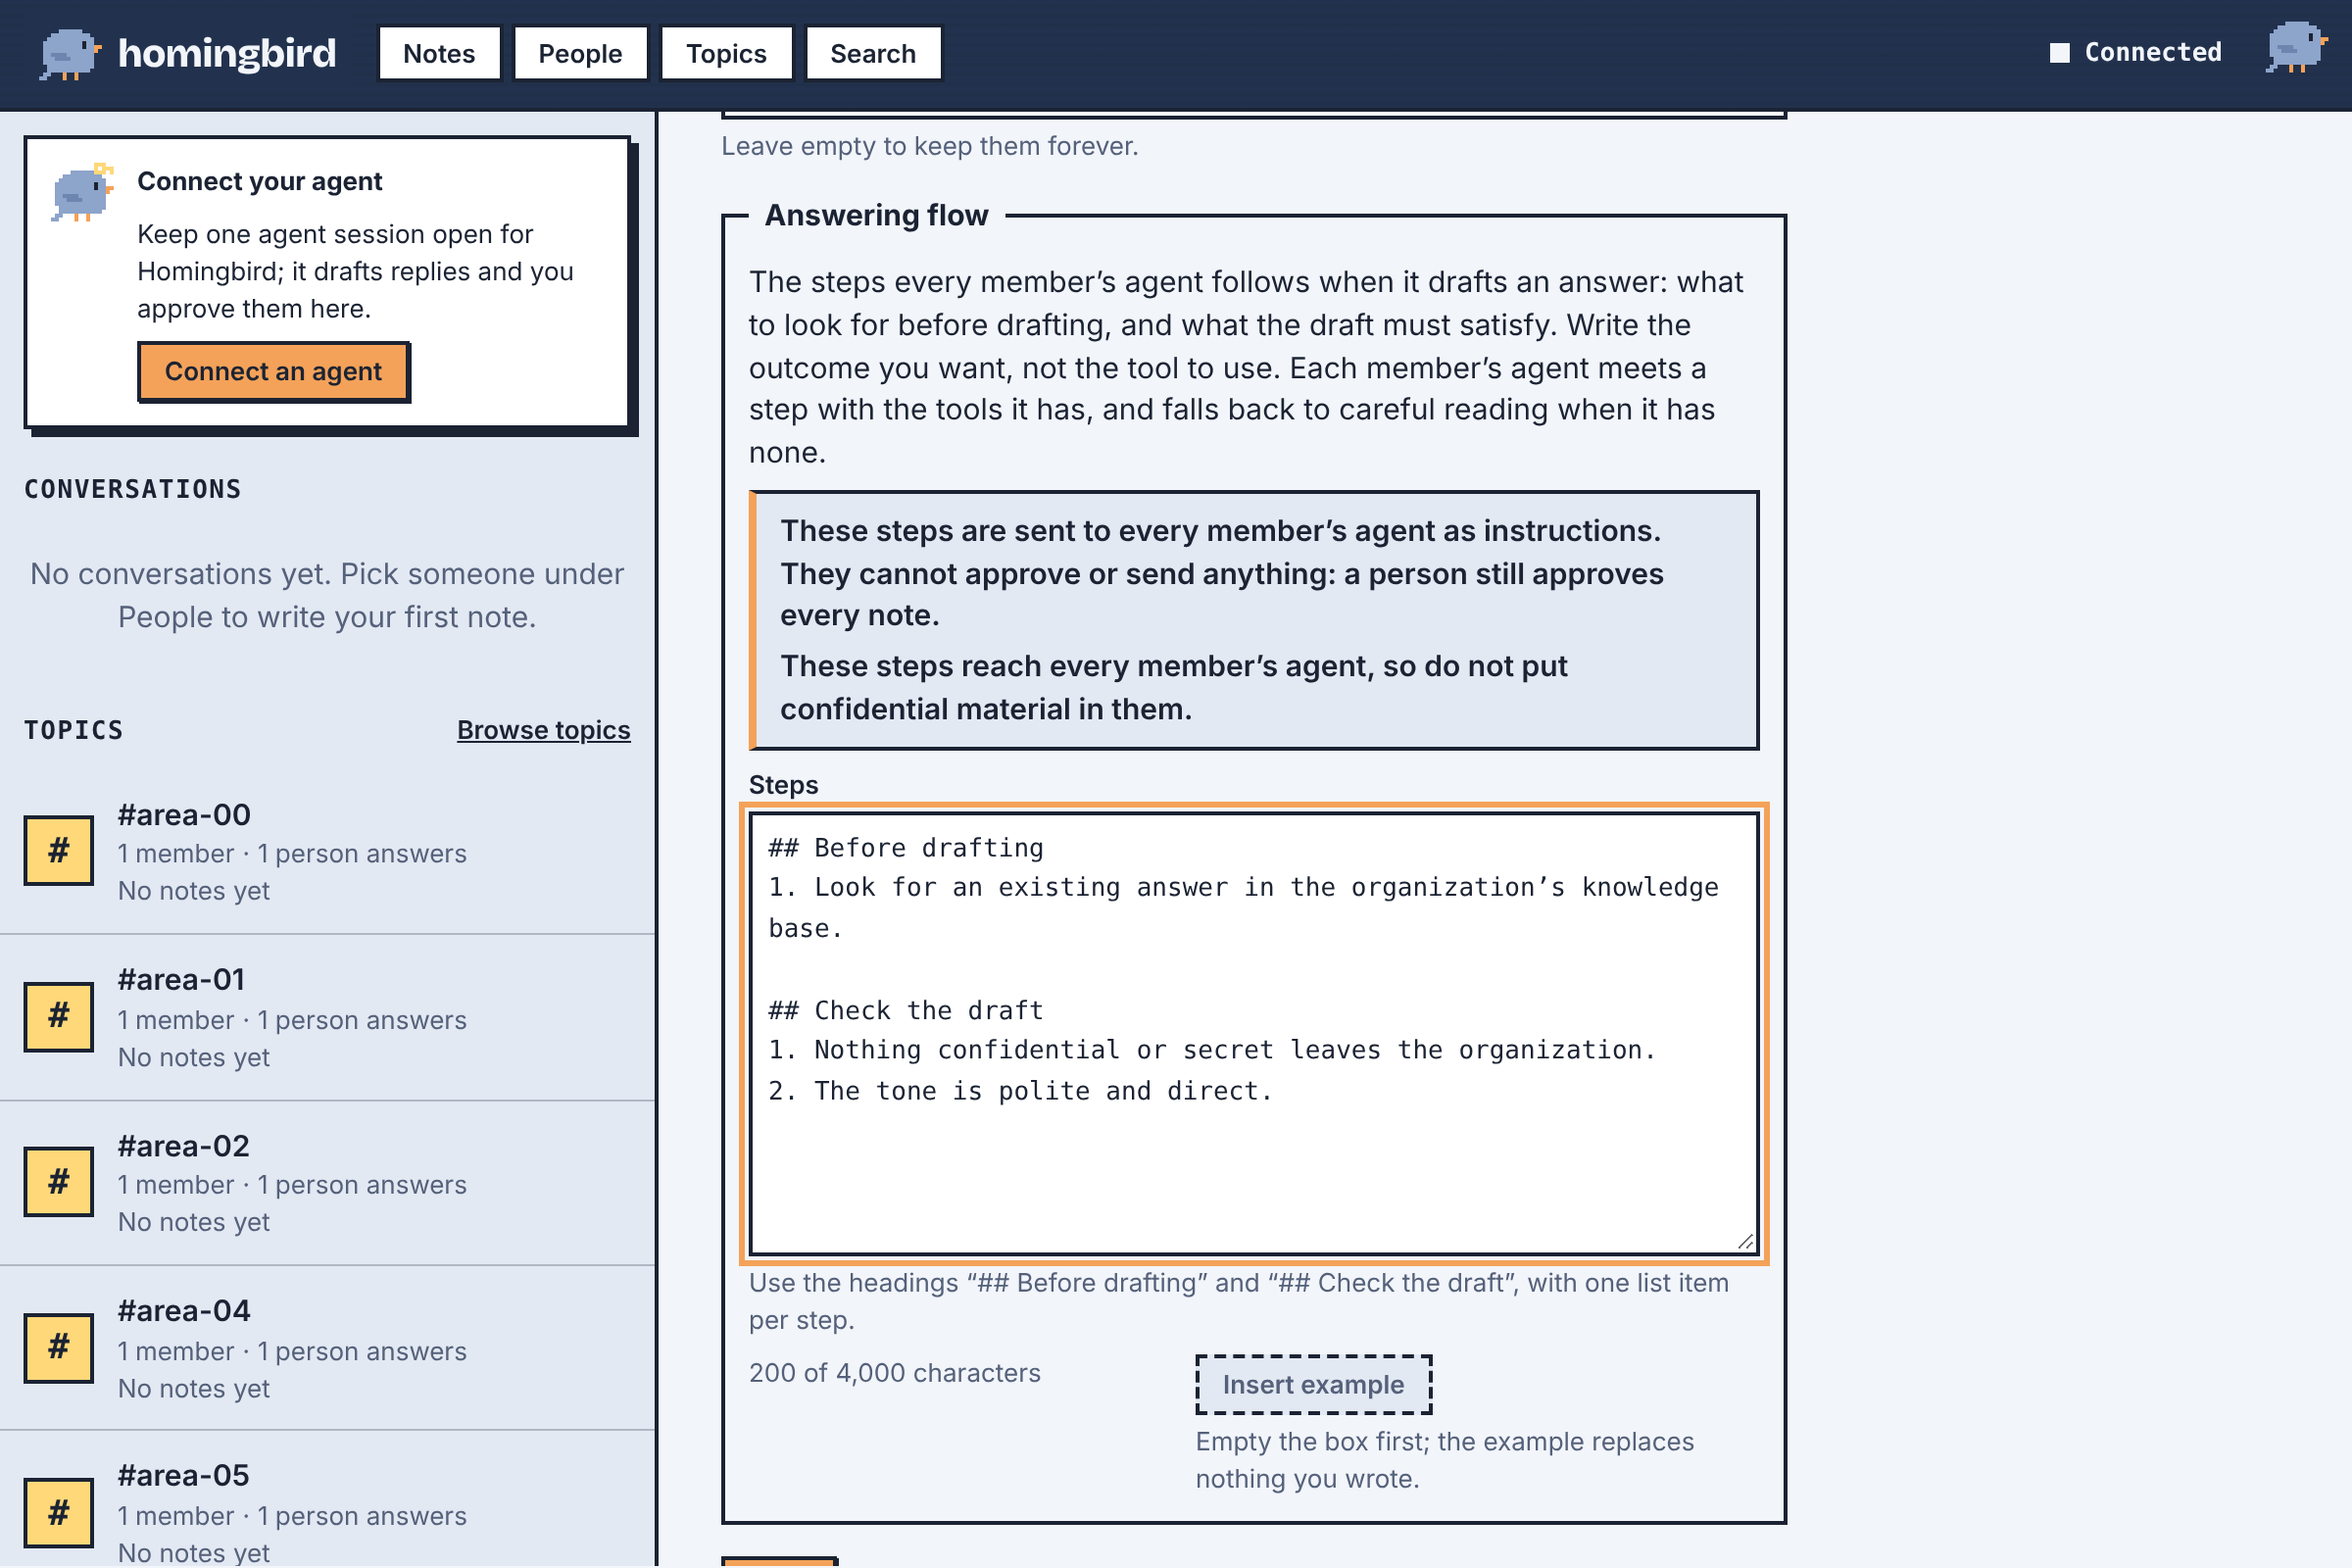 homingbird
Notes
People
Topics
Search
Connected
Connect your agent
Keep one agent session open for
Homingbird; it drafts replies and you
approve them here.
Connect an agent
CONVERSATIONS
No conversations yet. Pick someone under
People to write your first note.
TOPICS
Browse topics
#
#area-00
1 member · 1 person answers
No notes yet
#
#area-01
1 member · 1 person answers
No notes yet
#
#area-02
1 member · 1 person answers
No notes yet
#
#area-04
1 member · 1 person answers
No notes yet
#
#area-05
1 member · 1 person answers
No notes yet
Leave empty to keep them forever.
Answering flow
The steps every member’s agent follows when it drafts an answer: what
to look for before drafting, and what the draft must satisfy. Write the
outcome you want, not the tool to use. Each member’s agent meets a
step with the tools it has, and falls back to careful reading when it has
none.
These steps are sent to every member’s agent as instructions.
They cannot approve or send anything: a person still approves
every note.
These steps reach every member’s agent, so do not put
confidential material in them.
Steps
## Before drafting
1. Look for an existing answer in the organization’s knowledge
base.
## Check the draft
1. Nothing confidential or secret leaves the organization.
2. The tone is polite and direct.
Use the headings “## Before drafting” and “## Check the draft”, with one list item
per step.
200 of 4,000 characters
Insert example
Empty the box first; the example replaces
nothing you wrote.